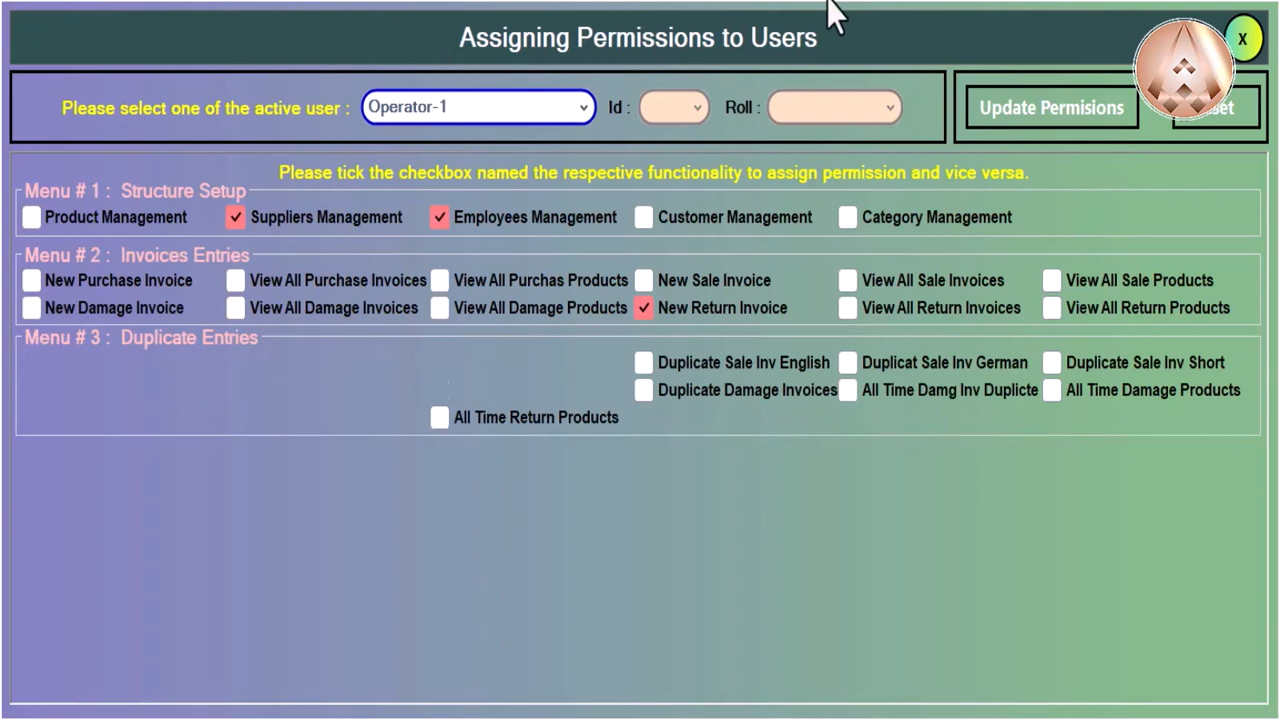 Assigning Permissions to Users
X
Please select one of the active user : Operator-1 Id : Roll :
Update Permisions
Please tick the checkbox named the respective functionality to assign permission and vice versa.
Menu # 1 : Structure Setup
Product Management Suppliers Management Employees Management Customer Management Category Management
Menu # 2 : Invoices Entries
New Purchase Invoice View All Purchase Invoices View All Purchas Products New Sale Invoice View All Sale Invoices View All Sale Products
New Damage Invoice View All Damage Invoices View All Damage Products New Return Invoice View All Return Invoices View All Return Products
Menu # 3 : Duplicate Entries
Duplicate Sale Inv English Duplicat Sale Inv German Duplicate Sale Inv Short
Duplicate Damage Invoices All Time Damg Inv Duplicte All Time Damage Products
All Time Return Products